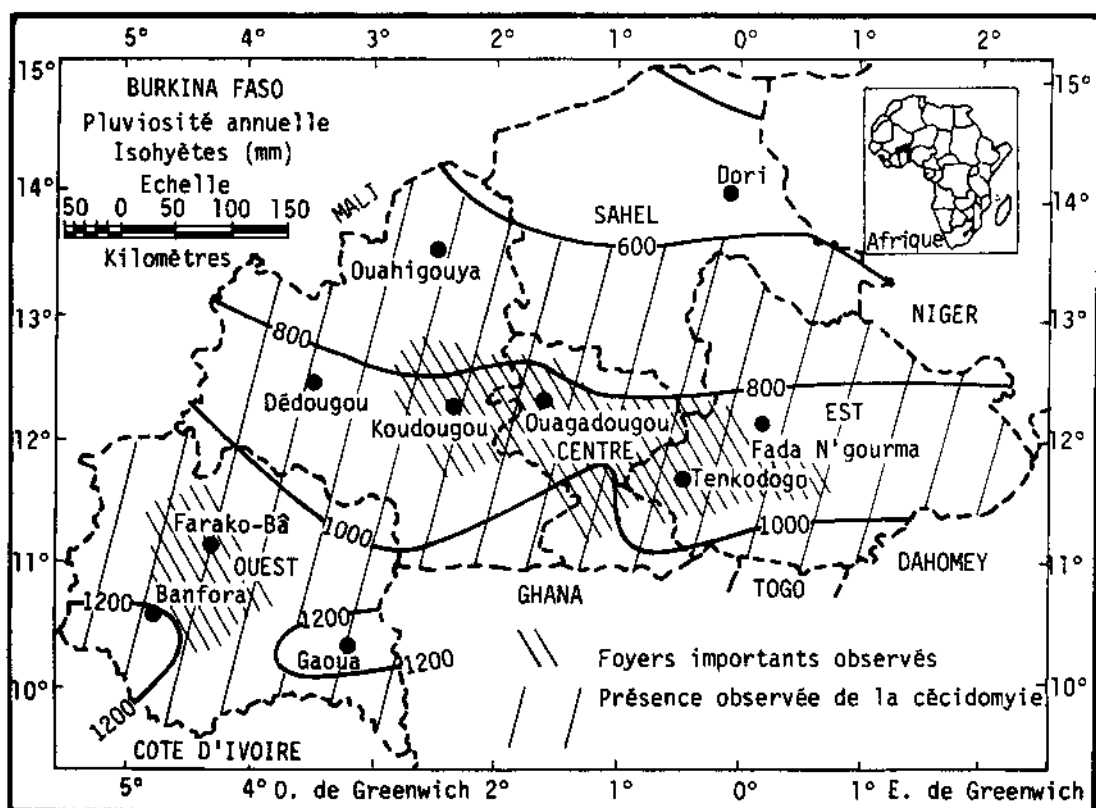 5° 4° 3° 2° 1° 0° 1° 2°
15° 15°
BURKINA FASO
Pluviosité annuelle
Isohyètes (mm)
Echelle
50 0 50 100 150
Kilomètres
MALI
Dori
14° 14°
SAHEL
600
Afrique
Ouahigouya
NIGER
13° 13°
800
800
Dédougou
Koudougou
Ouagadougou
EST
12° 12°
CENTRE
Fada N'gourma
Tenkodogo
1000
1000
Farako-Bâ
11° 11°
OUEST
DAHOMEY
GHANA
TOGO
Banfora
1200
1200
Gaoua
1200
1200
10° 10°
Foyers importants observés
Présence observée de la cécidomyie
COTE D'IVOIRE
5° 4° O. de Greenwich 2° 1° 0° 1° E. de Greenwich